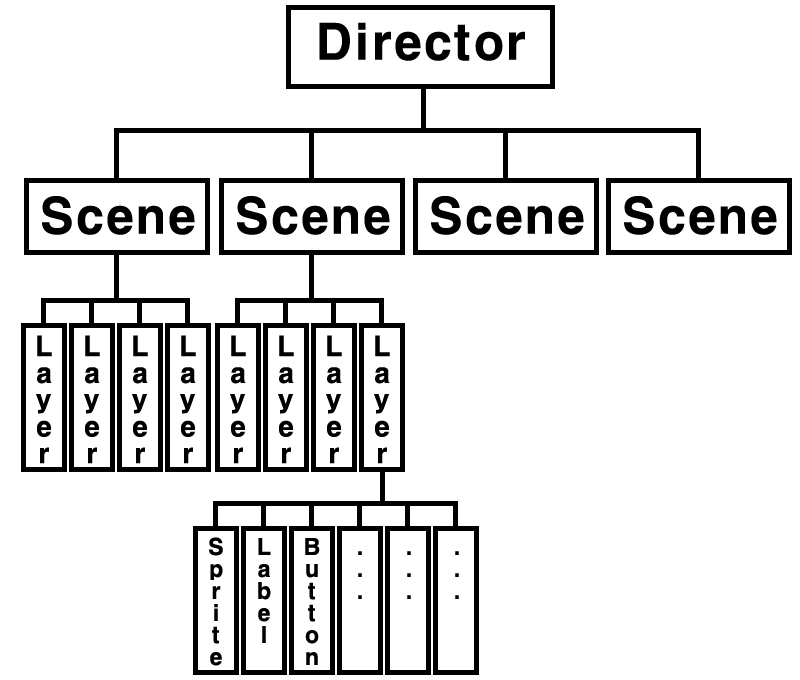 Director
Scene Scene Scene Scene
Layer Layer Layer Layer Layer Layer Layer Layer
Sprite Label Button ... ... ...